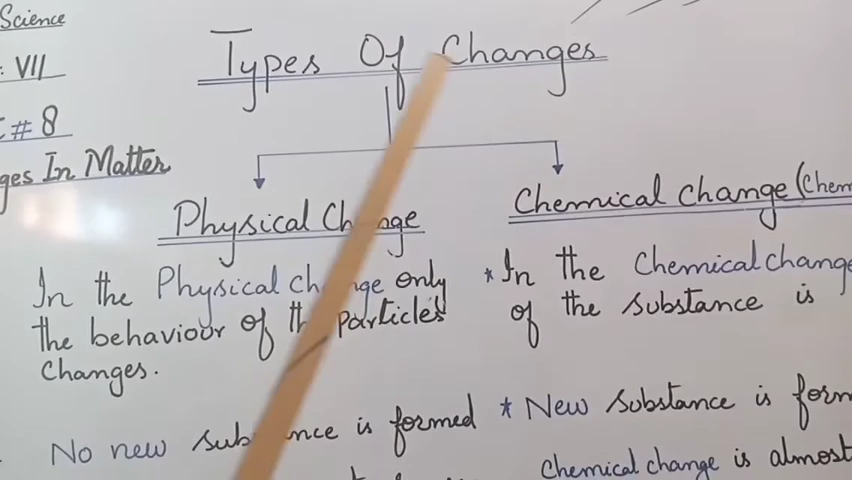 Science
: VII
# 8
In Matter
Types Of Changes
Physical Change
In the Physical change only
the behaviour of the particles
changes.
No new substance is formed
Chemical change (Chem
*In the Chemical change
of the substance is
* New substance is form
Chemical change is almost